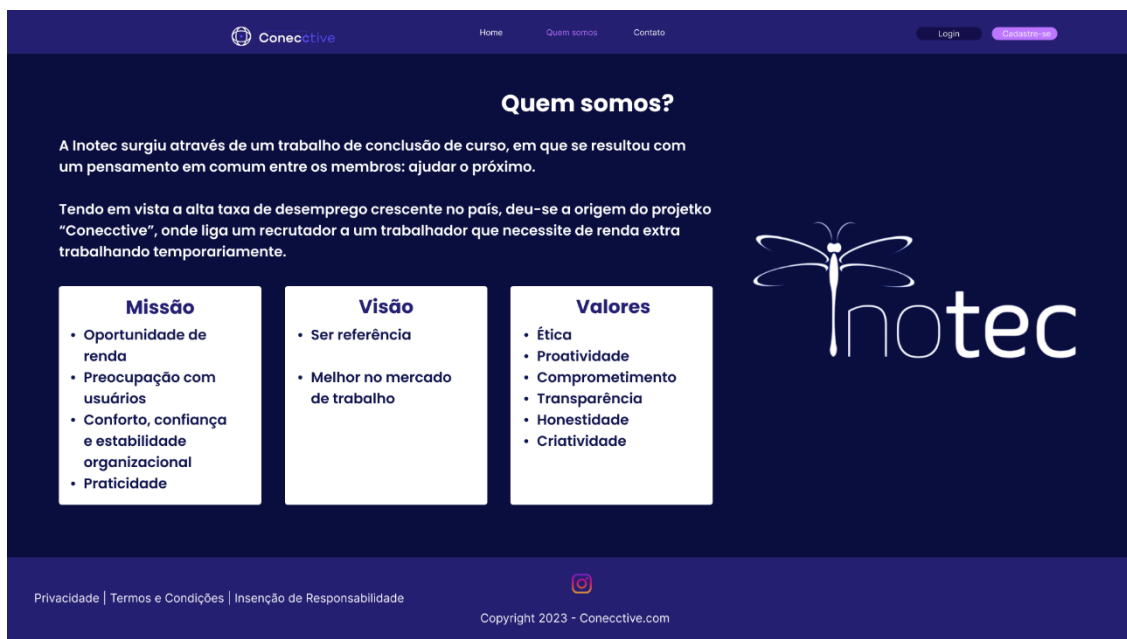 Conecctive
Home
Quem somos
Contato
Login
Cadastre-se
Quem somos?
A Inotec surgiu através de um trabalho de conclusão de curso, em que se resultou com
um pensamento em comum entre os membros: ajudar o próximo.
Tendo em vista a alta taxa de desemprego crescente no país, deu-se a origem do projetko
“Conecctive”, onde liga um recrutador a um trabalhador que necessite de renda extra
trabalhando temporariamente.
Missão
• Oportunidade de
renda
• Preocupação com
usuários
• Conforto, confiança
e estabilidade
organizacional
• Praticidade
Visão
• Ser referência
• Melhor no mercado
de trabalho
Valores
• Ética
• Proatividade
• Comprometimento
• Transparência
• Honestidade
• Criatividade
Inotec
Privacidade | Termos e Condições | Insenção de Responsabilidade
Copyright 2023 - Conecctive.com